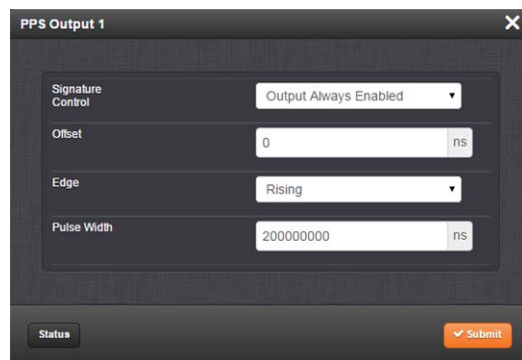 PPS Output 1
Signature
Control
Output Always Enabled
Offset
0 ns
Edge
Rising
Pulse Width
200000000 ns
Status
Submit